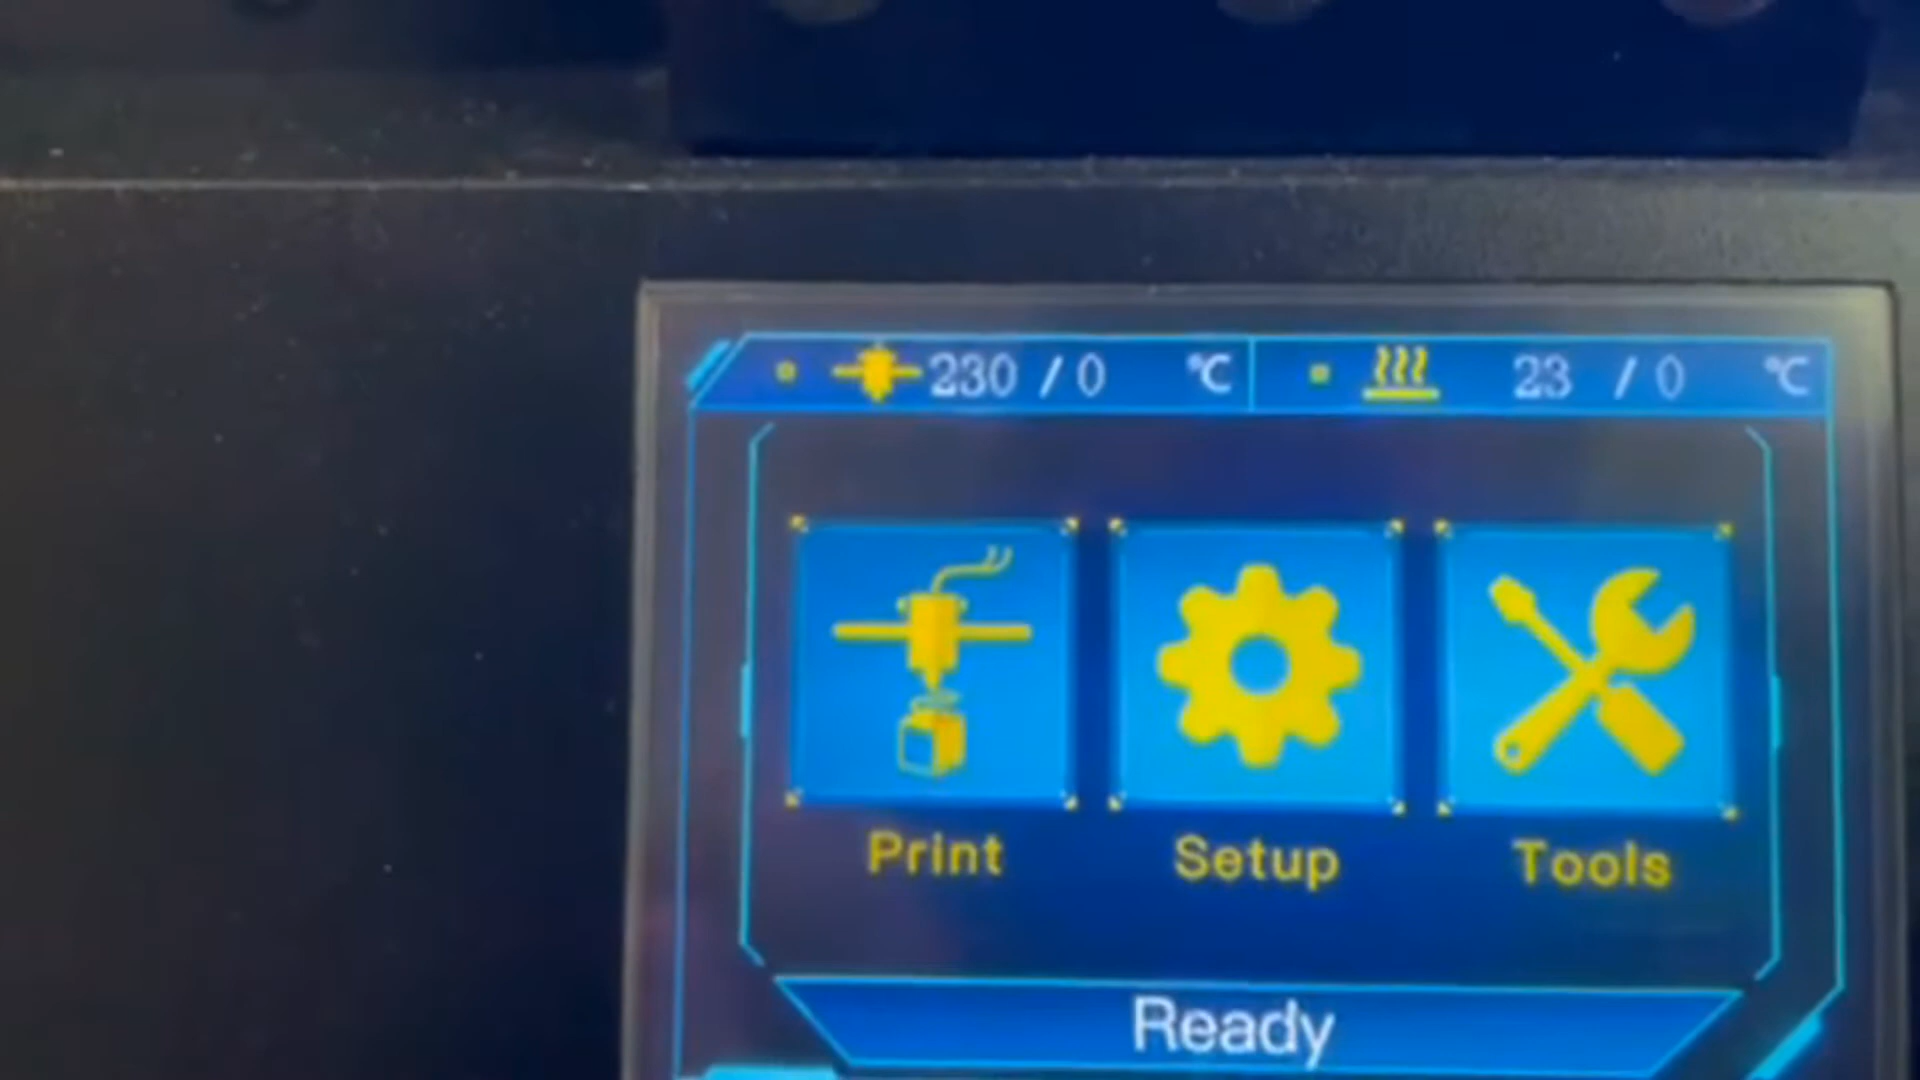 230 / 0 ℃ 23 / 0 ℃
Print Setup Tools
Ready